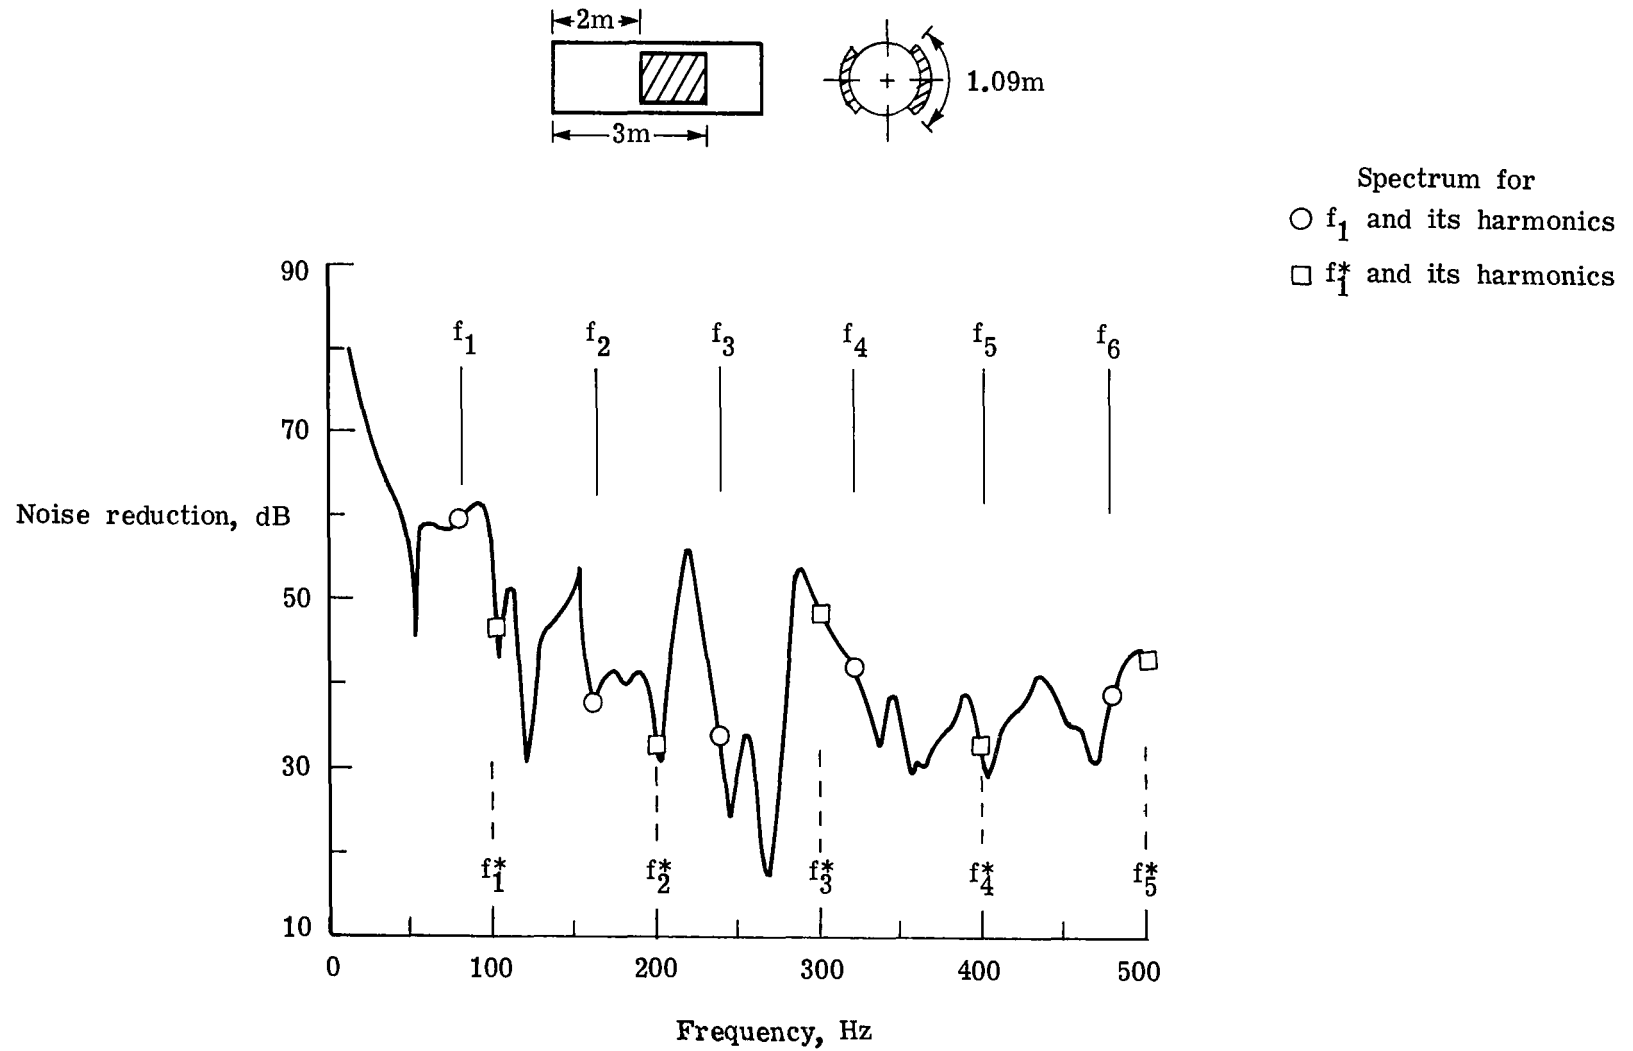 2m
3m
1.09m
Spectrum for
f1 and its harmonics
f1* and its harmonics
90
70
Noise reduction, dB
50
30
10
f1 f2 f3 f4 f5 f6
f1* f2* f3* f4* f5*
0 100 200 300 400 500
Frequency, Hz